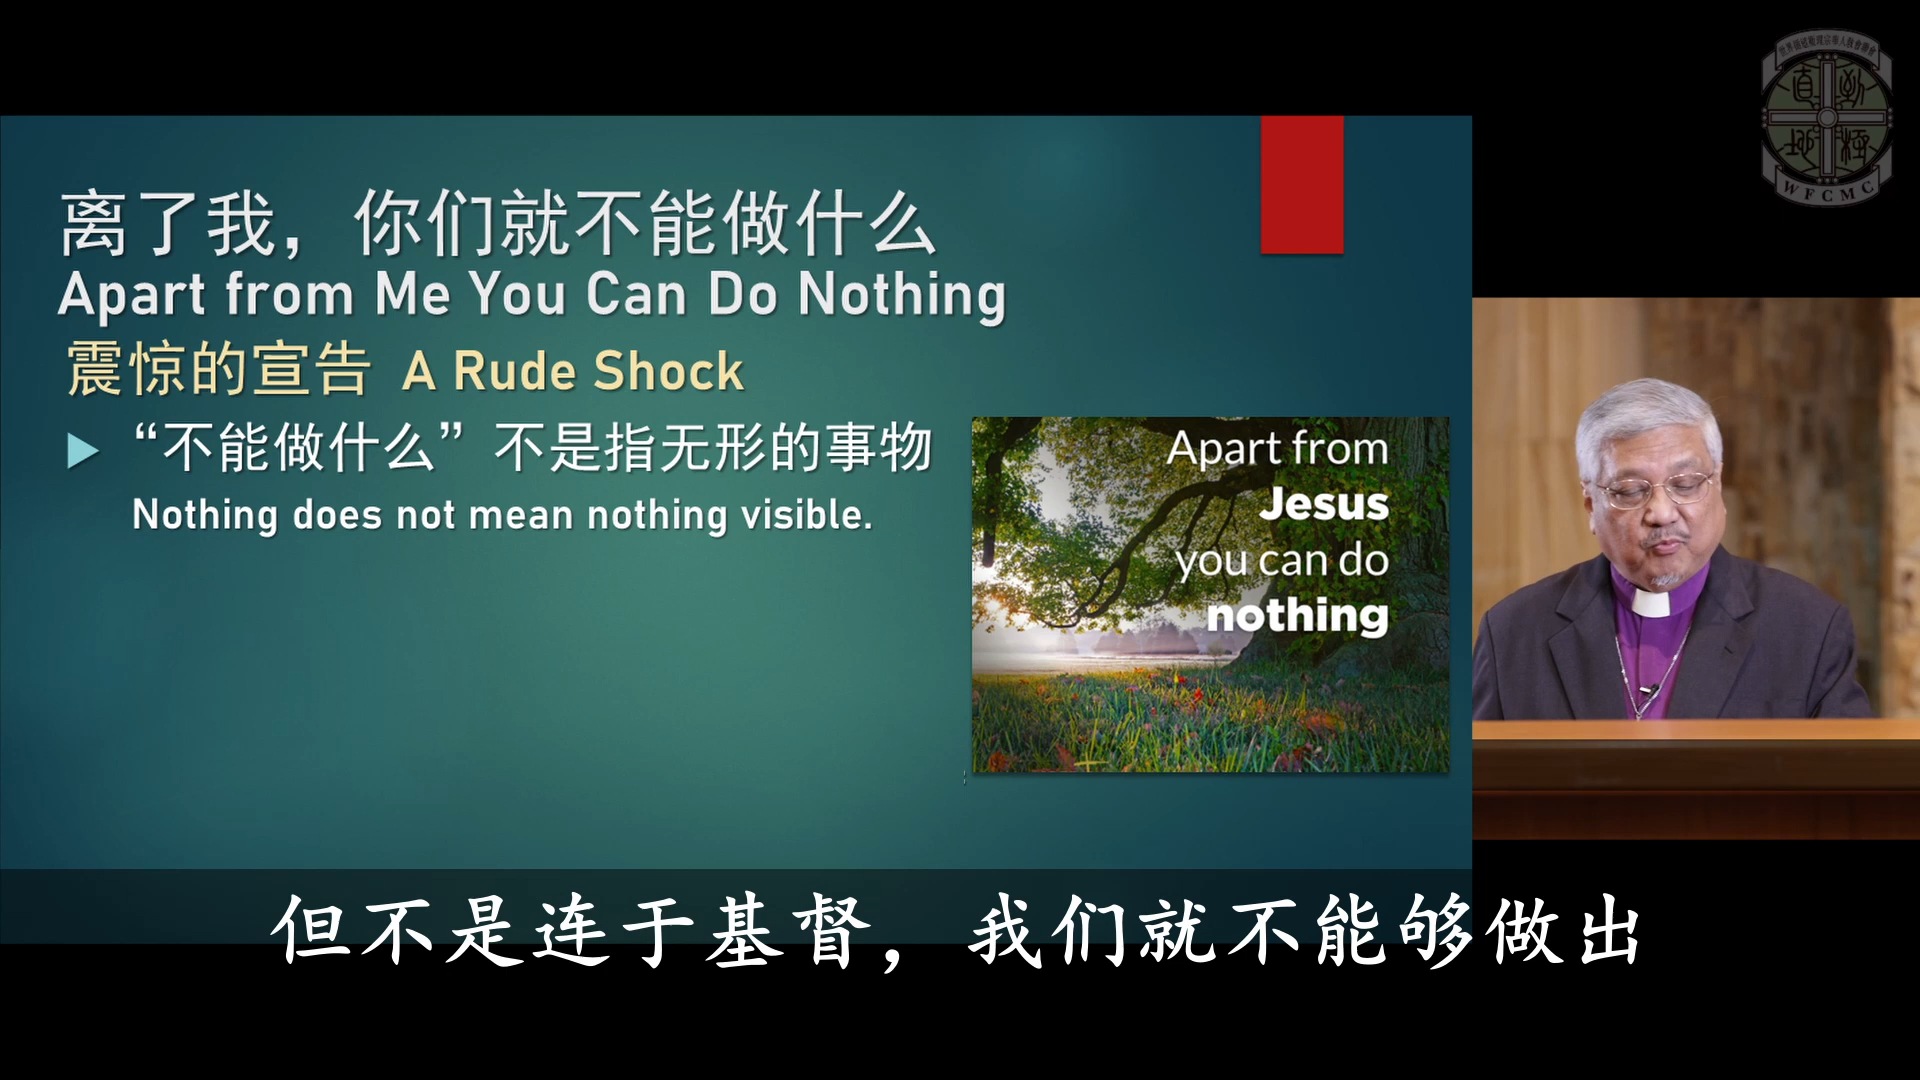 离了我，你们就不能做什么
Apart from Me You Can Do Nothing
震惊的宣告 A Rude Shock
“不能做什么”不是指无形的事物
Nothing does not mean nothing visible.
Apart from
Jesus
you can do
nothing
但不是连于基督，我们就不能够做出
WFCMC